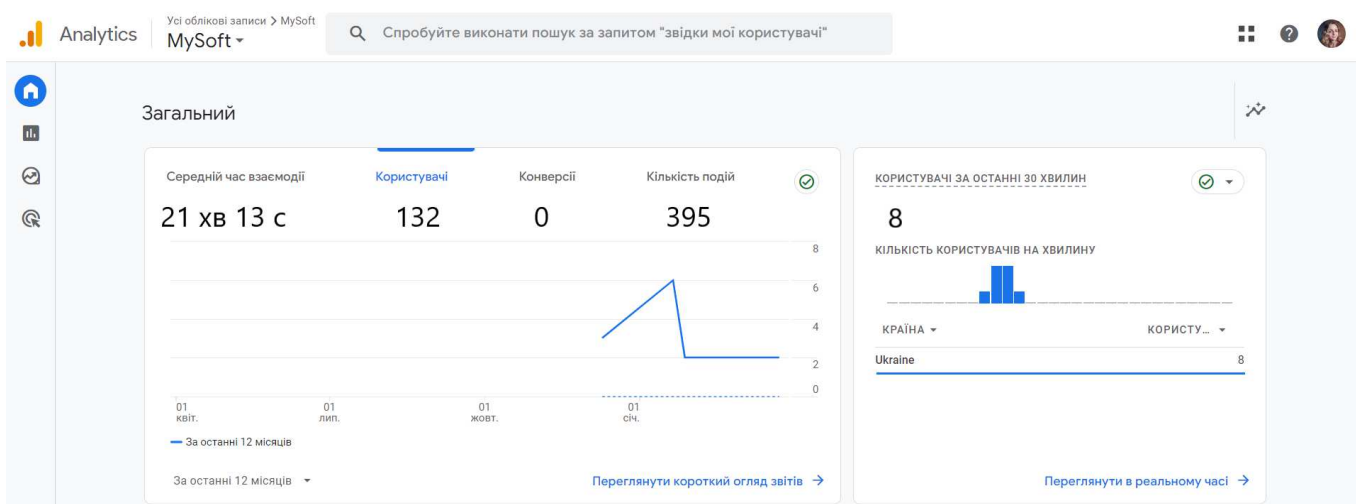 Analytics
Усі облікові записи > MySoft
MySoft
Спробуйте виконати пошук за запитом "звідки мої користувачі"
Загальний
Середній час взаємодії
21 хв 13 с
Користувачі
132
Конверсії
0
Кількість подій
395
8
6
4
2
0
01
квіт.
01
лип.
01
жовт.
01
січ.
За останні 12 місяців
За останні 12 місяців
Переглянути короткий огляд звітів
КОРИСТУВАЧІ ЗА ОСТАННІ 30 ХВИЛИН
8
КІЛЬКІСТЬ КОРИСТУВАЧІВ НА ХВИЛИНУ
КРАЇНА
КОРИСТУ...
Ukraine
8
Переглянути в реальному часі